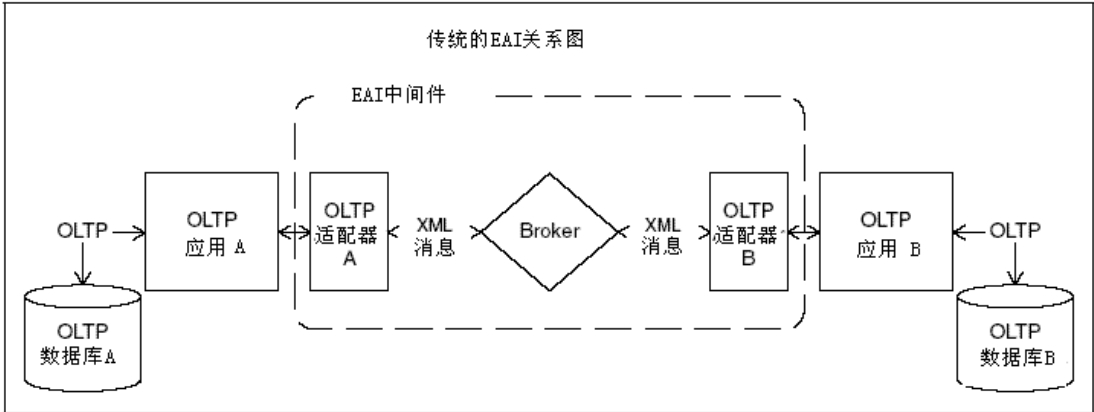 传统的EAI关系图
EAI中间件
OLTP
OLTP
应用 A
OLTP
适配器
A
XML
消息
Broker
XML
消息
OLTP
适配器
B
OLTP
应用 B
OLTP
OLTP
数据库A
OLTP
数据库B